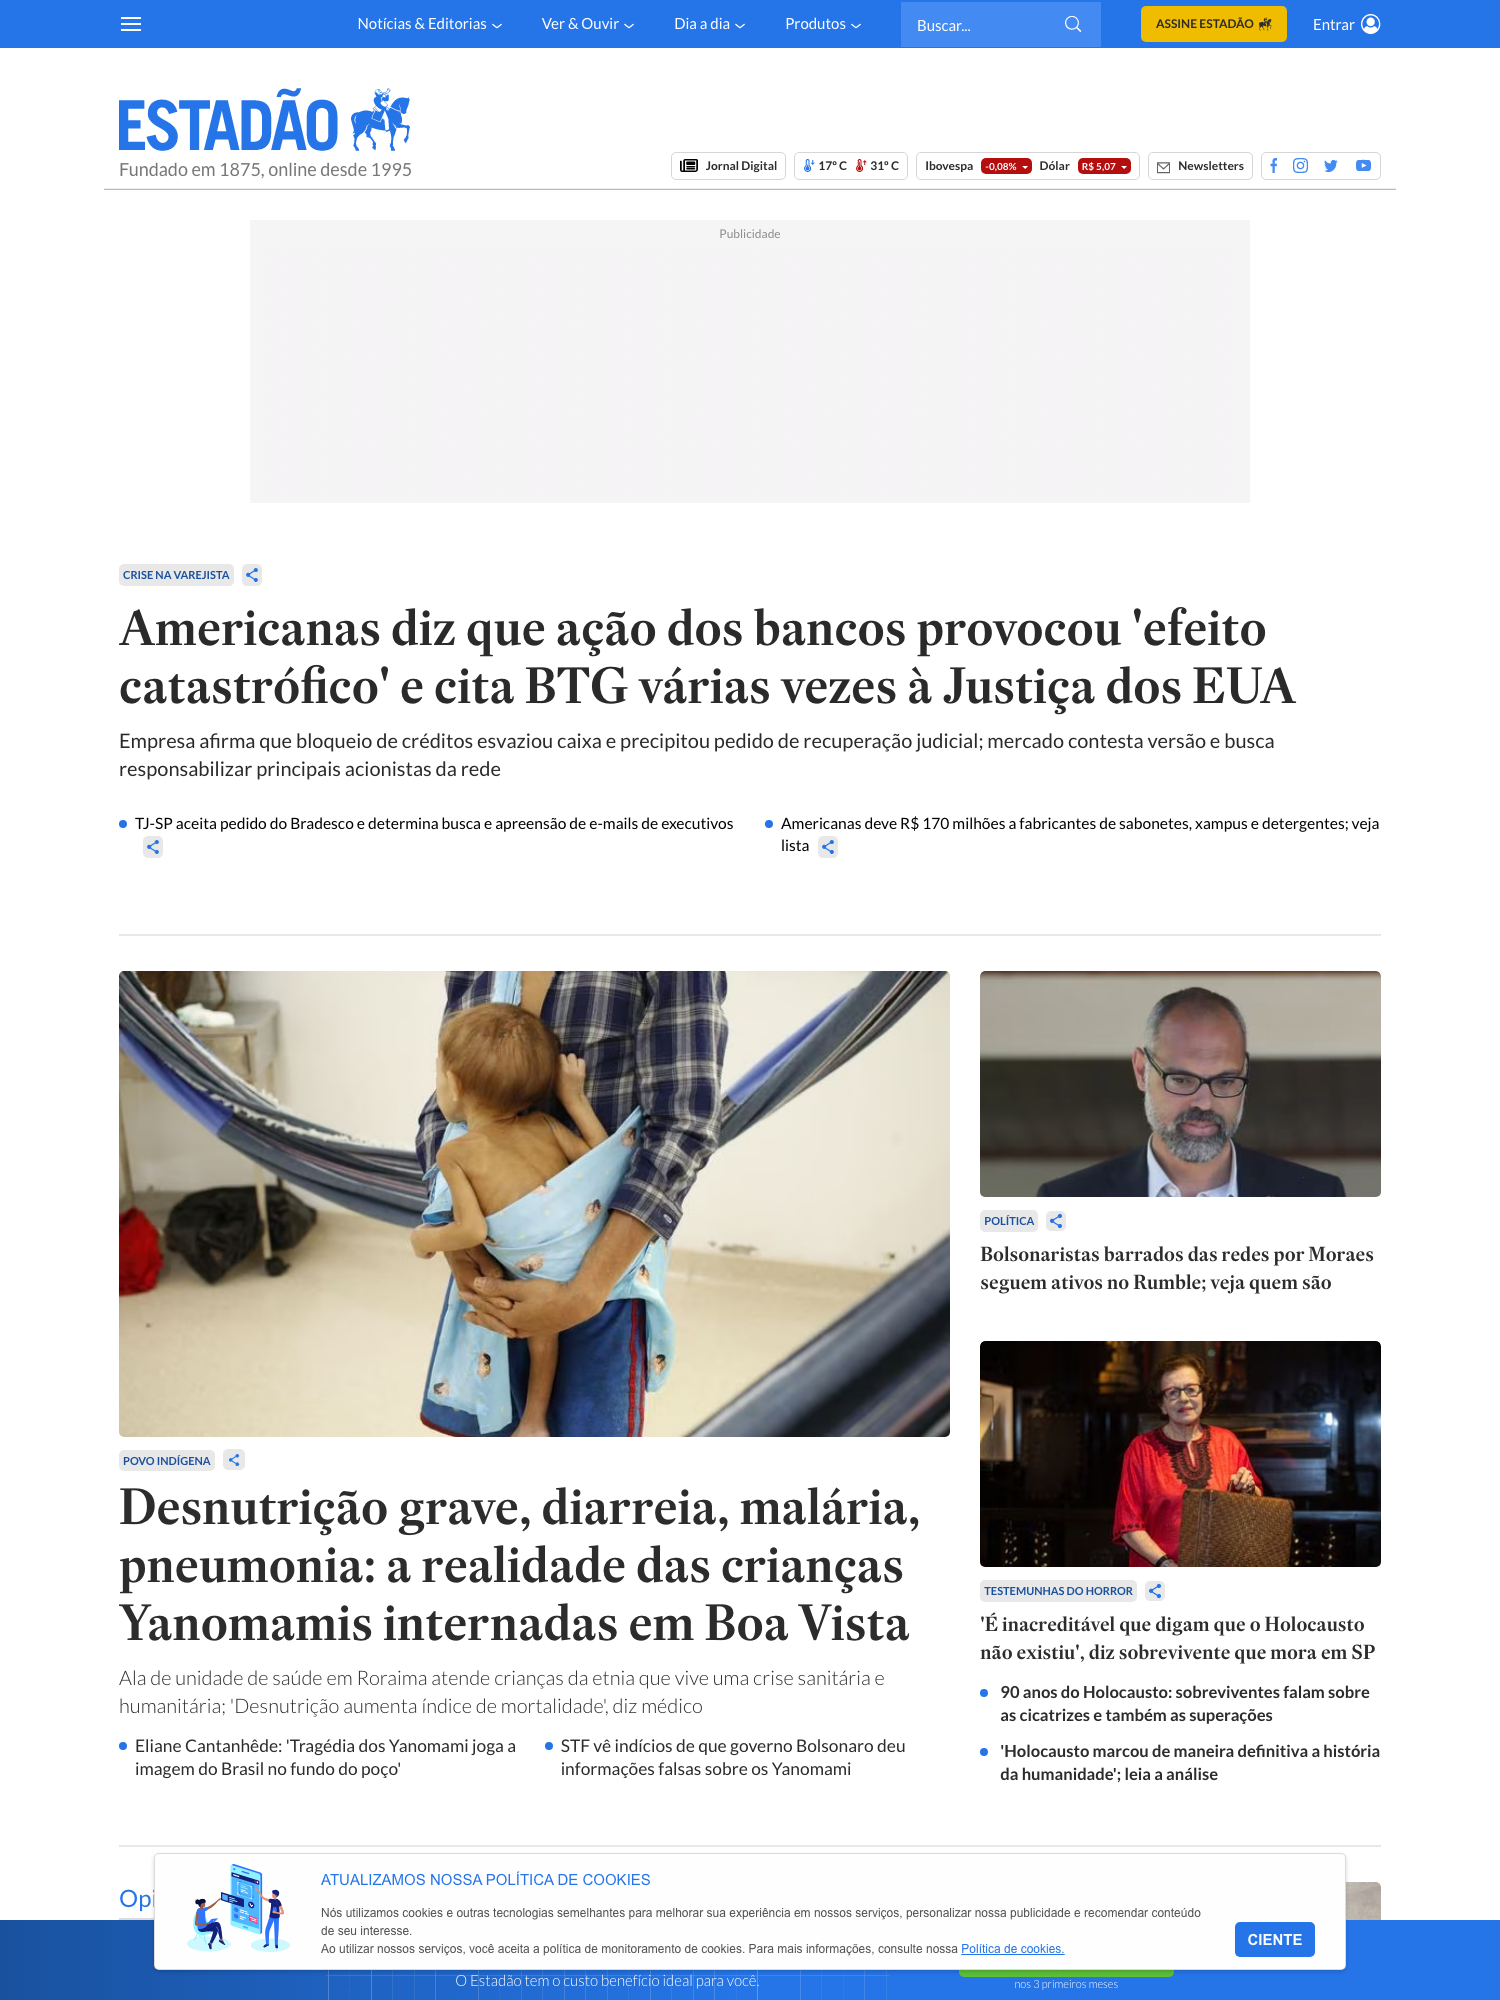 Notícias & Editorias
Ver & Ouvir
Dia a dia
Produtos
Buscar...
ASSINE ESTADÃO
Entrar
ESTADÃO
Fundado em 1875, online desde 1995
Jornal Digital
17º C 31º C
Ibovespa -0,08% Dólar R$ 5,07
Newsletters
Publicidade
CRISE NA VAREJISTA
Americanas diz que ação dos bancos provocou 'efeito
catastrófico' e cita BTG várias vezes à Justiça dos EUA
Empresa afirma que bloqueio de créditos esvaziou caixa e precipitou pedido de recuperação judicial; mercado contesta versão e busca
responsabilizar principais acionistas da rede
TJ-SP aceita pedido do Bradesco e determina busca e apreensão de e-mails de executivos
Americanas deve R$ 170 milhões a fabricantes de sabonetes, xampus e detergentes; veja
lista
POVO INDÍGENA
Desnutrição grave, diarreia, malária,
pneumonia: a realidade das crianças
Yanomamis internadas em Boa Vista
Ala de unidade de saúde em Roraima atende crianças da etnia que vive uma crise sanitária e
humanitária; 'Desnutrição aumenta índice de mortalidade', diz médico
Eliane Cantanhêde: 'Tragédia dos Yanomami joga a
imagem do Brasil no fundo do poço'
STF vê indícios de que governo Bolsonaro deu
informações falsas sobre os Yanomami
POLÍTICA
Bolsonaristas barrados das redes por Moraes
seguem ativos no Rumble; veja quem são
TESTEMUNHAS DO HORROR
'É inacreditável que digam que o Holocausto
não existiu', diz sobrevivente que mora em SP
90 anos do Holocausto: sobreviventes falam sobre
as cicatrizes e também as superações
'Holocausto marcou de maneira definitiva a história
da humanidade'; leia a análise
Opi
ATUALIZAMOS NOSSA POLÍTICA DE COOKIES
Nós utilizamos cookies e outras tecnologias semelhantes para melhorar sua experiência em nossos serviços, personalizar nossa publicidade e recomendar conteúdo
de seu interesse.
Ao utilizar nossos serviços, você aceita a política de monitoramento de cookies. Para mais informações, consulte nossa Política de cookies.
CIENTE
O Estadão tem o custo benefício ideal para você.
nos 3 primeiros meses